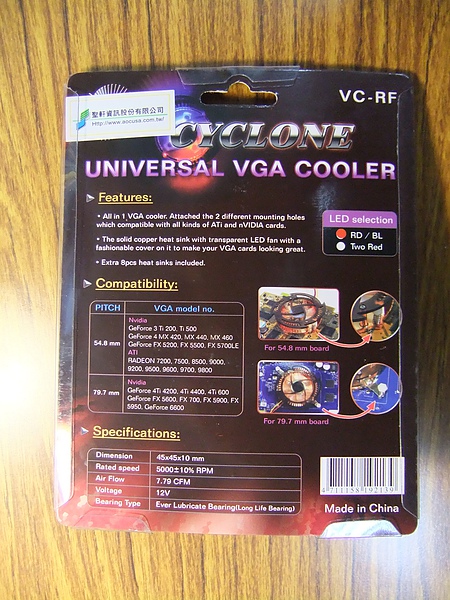 聖軒資訊股份有限公司
Http://www.aocusa.com.tw/
VC-RF
CYCLONE
UNIVERSAL VGA COOLER
Features:
• All in 1 VGA cooler. Attached the 2 different mounting holes
which compatible with all kinds of ATi and nVIDIA cards.
• The solid copper heat sink with transparent LED fan with a
fashionable cover on it to make your VGA cards looking great.
• Extra 8pcs heat sinks included.
LED selection
RD / BL
Two Red
Compatibility:
PITCH VGA model no.
54.8 mm
Nvidia
GeForce 3 Ti 200, Ti 500
GeForce 4 MX 420, MX 440, MX 460
GeForce FX 5200, FX 5500, FX 5700LE
ATI
RADEON 7200, 7500, 8500, 9000,
9200, 9500, 9600, 9700, 9800
79.7 mm
Nvidia
GeForce 4Ti 4200, 4Ti 4400, 4Ti 600
GeForce FX 5600, FX 700, FX 5900, FX
5950, GeForce 6600
For 54.8 mm board
For 79.7 mm board
Specifications:
Dimension 45x45x10 mm
Rated speed 5000±10% RPM
Air Flow 7.79 CFM
Voltage 12V
Bearing Type Ever Lubricate Bearing(Long Life Bearing)
4 711158 192139
Made in China